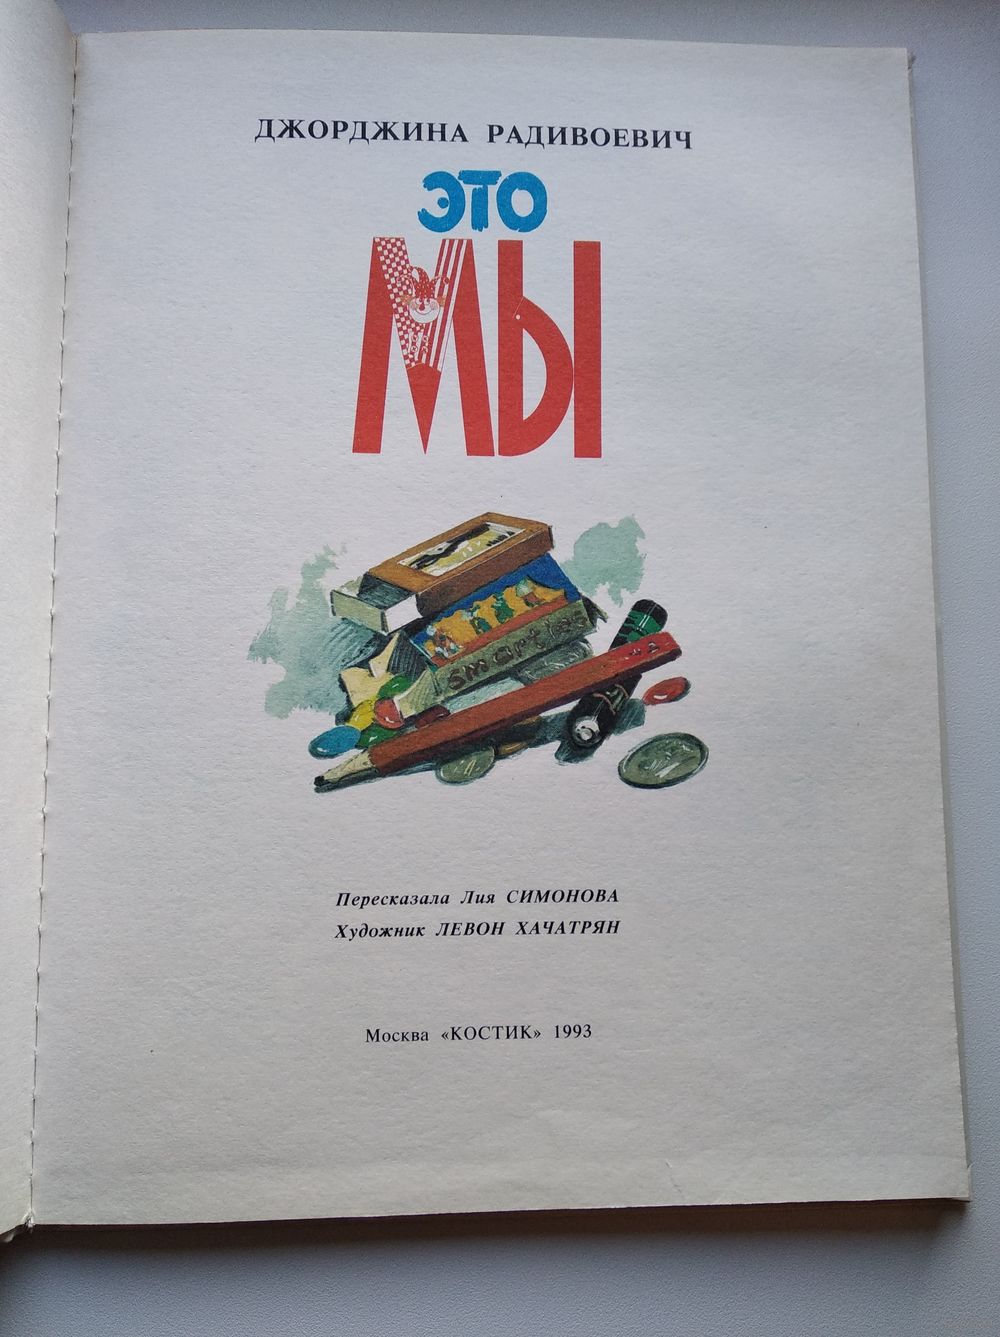 ДЖОРДЖИНА РАДИВОЕВИЧ
ЭТО
МЫ
smarties
Пересказала Лия СИМОНОВА
Художник ЛЕВОН ХАЧАТРЯН
Москва «КОСТИК» 1993